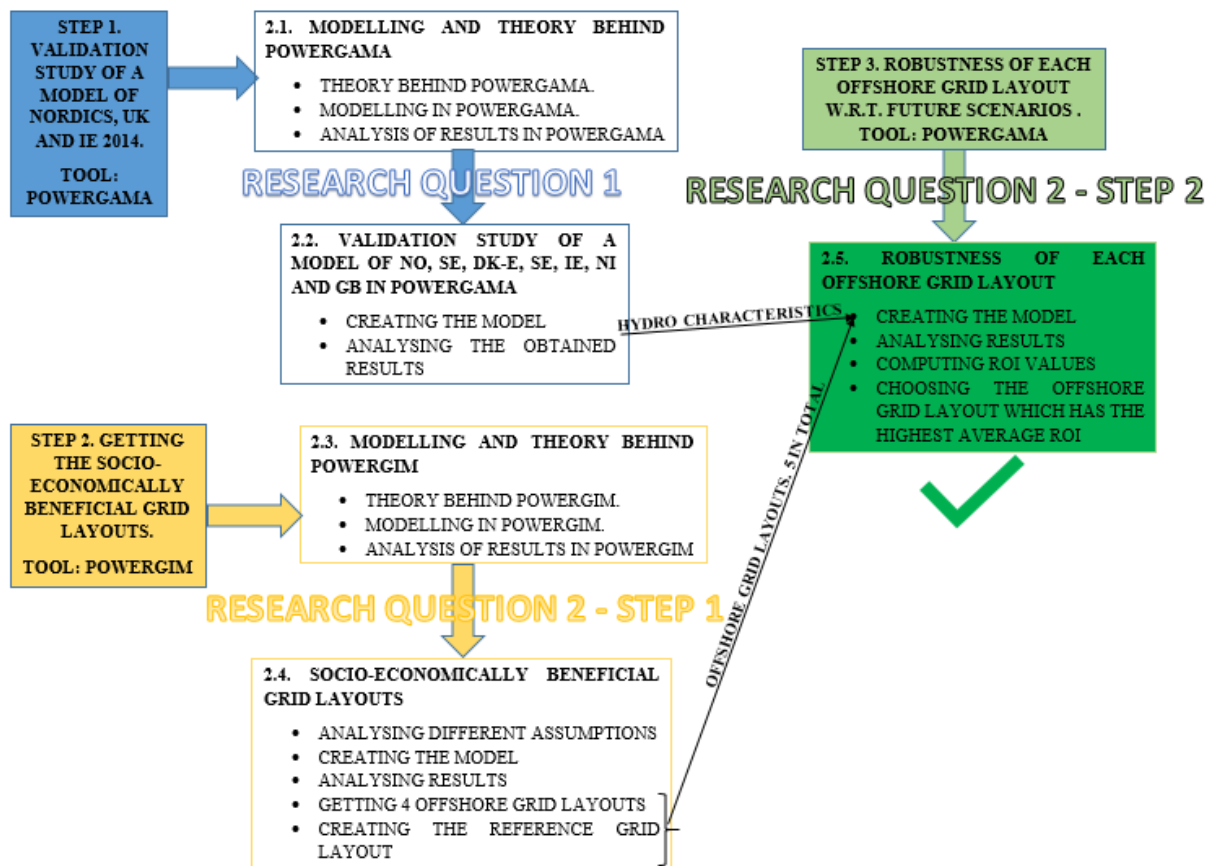 STEP 1.
VALIDATION
STUDY OF A
MODEL OF
NORDICS, UK
AND IE 2014.
TOOL:
POWERGAMA
2.1. MODELLING AND THEORY BEHIND
POWERGAMA
• THEORY BEHIND POWERGAMA.
• MODELLING IN POWERGAMA.
• ANALYSIS OF RESULTS IN POWERGAMA
RESEARCH QUESTION 1
2.2. VALIDATION STUDY OF A
MODEL OF NO, SE, DK-E, SE, IE, NI
AND GB IN POWERGAMA
• CREATING THE MODEL
• ANALYSING THE OBTAINED
RESULTS
HYDRO CHARACTERISTICS
STEP 3. ROBUSTNESS OF EACH
OFFSHORE GRID LAYOUT
W.R.T. FUTURE SCENARIOS .
TOOL: POWERGAMA
RESEARCH QUESTION 2 - STEP 2
2.5. ROBUSTNESS OF EACH
OFFSHORE GRID LAYOUT
• CREATING THE MODEL
• ANALYSING RESULTS
• COMPUTING ROI VALUES
• CHOOSING THE OFFSHORE
GRID LAYOUT WHICH HAS THE
HIGHEST AVERAGE ROI
STEP 2. GETTING
THE SOCIO-
ECONOMICALLY
BENEFICIAL GRID
LAYOUTS.
TOOL: POWERGIM
2.3. MODELLING AND THEORY BEHIND
POWERGIM
• THEORY BEHIND POWERGIM.
• MODELLING IN POWERGIM.
• ANALYSIS OF RESULTS IN POWERGIM
RESEARCH QUESTION 2 - STEP 1
2.4. SOCIO-ECONOMICALLY BENEFICIAL
GRID LAYOUTS
• ANALYSING DIFFERENT ASSUMPTIONS
• CREATING THE MODEL
• ANALYSING RESULTS
• GETTING 4 OFFSHORE GRID LAYOUTS
• CREATING THE REFERENCE GRID
LAYOUT
OFFSHORE GRID LAYOUTS. 5 IN TOTAL